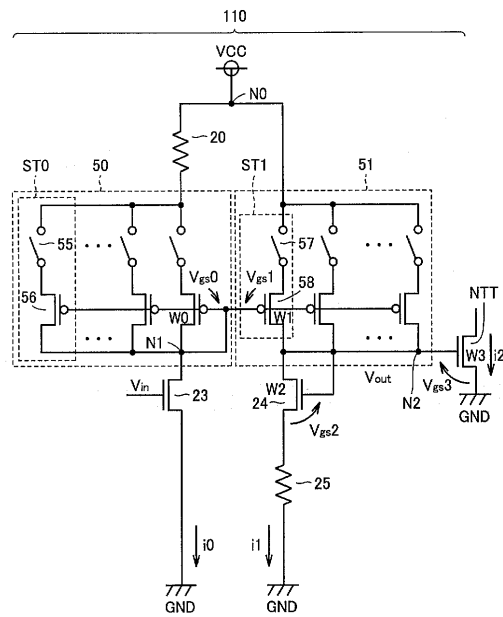 110
VCC
N0
20
ST0
50
ST1
51
55
57
Vgs0
Vgs1
58
56
W0
W1
NTT
N1
W3
i2
Vin
23
W2
24
Vout
N2
Vgs3
Vgs2
GND
25
i0
i1
GND
GND